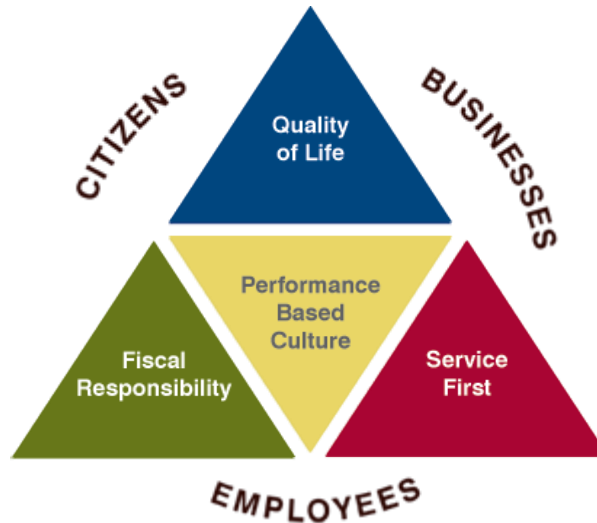 CITIZENS
BUSINESSES
Quality
of Life
Performance
Based
Culture
Fiscal
Responsibility
Service
First
EMPLOYEES